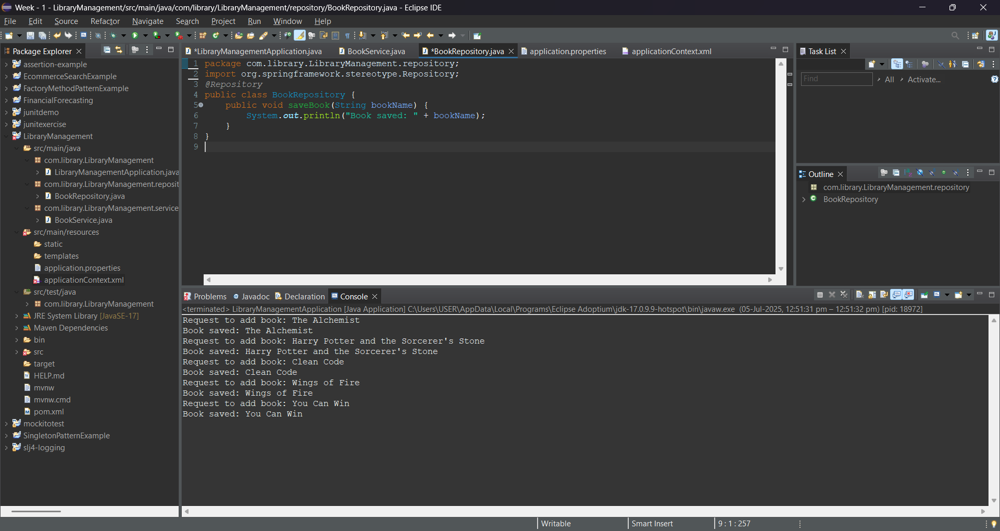 Week - 1 - LibraryManagement/src/main/java/com/library/LibraryManagement/repository/BookRepository.java - Eclipse IDE
File Edit Source Refactor Navigate Search Project Run Window Help
Package Explorer
assertion-example
EcommerceSearchExample
FactoryMethodPatternExample
FinancialForecasting
junitdemo
junitexercise
LibraryManagement
src/main/java
com.library.LibraryManagement
LibraryManagementApplication.java
com.library.LibraryManagement.reposit
BookRepository.java
com.library.LibraryManagement.service
BookService.java
src/main/resources
static
templates
application.properties
applicationContext.xml
src/test/java
com.library.LibraryManagement
JRE System Library [JavaSE-17]
Maven Dependencies
bin
src
target
HELP.md
mvnw
mvnw.cmd
pom.xml
mockitotest
SingletonPatternExample
slj4-logging
*LibraryManagementApplication.java BookService.java *BookRepository.java application.properties applicationContext.xml
1 package com.library.LibraryManagement.repository;
2 import org.springframework.stereotype.Repository;
3 @Repository
4 public class BookRepository {
5 public void saveBook(String bookName) {
6 System.out.println("Book saved: " + bookName);
7 }
8 }
9
Task List
Find All Activate...
Outline
com.library.LibraryManagement.repository
BookRepository
Problems Javadoc Declaration Console
<terminated> LibraryManagementApplication [Java Application] C:\Users\USER\AppData\Local\Programs\Eclipse Adoptium\jdk-17.0.9.9-hotspot\bin\javaw.exe (05-Jul-2025, 12:51:31 pm – 12:51:32 pm) [pid: 18972]
Request to add book: The Alchemist
Book saved: The Alchemist
Request to add book: Harry Potter and the Sorcerer's Stone
Book saved: Harry Potter and the Sorcerer's Stone
Request to add book: Clean Code
Book saved: Clean Code
Request to add book: Wings of Fire
Book saved: Wings of Fire
Request to add book: You Can Win
Book saved: You Can Win
Writable Smart Insert 9 : 1 : 257